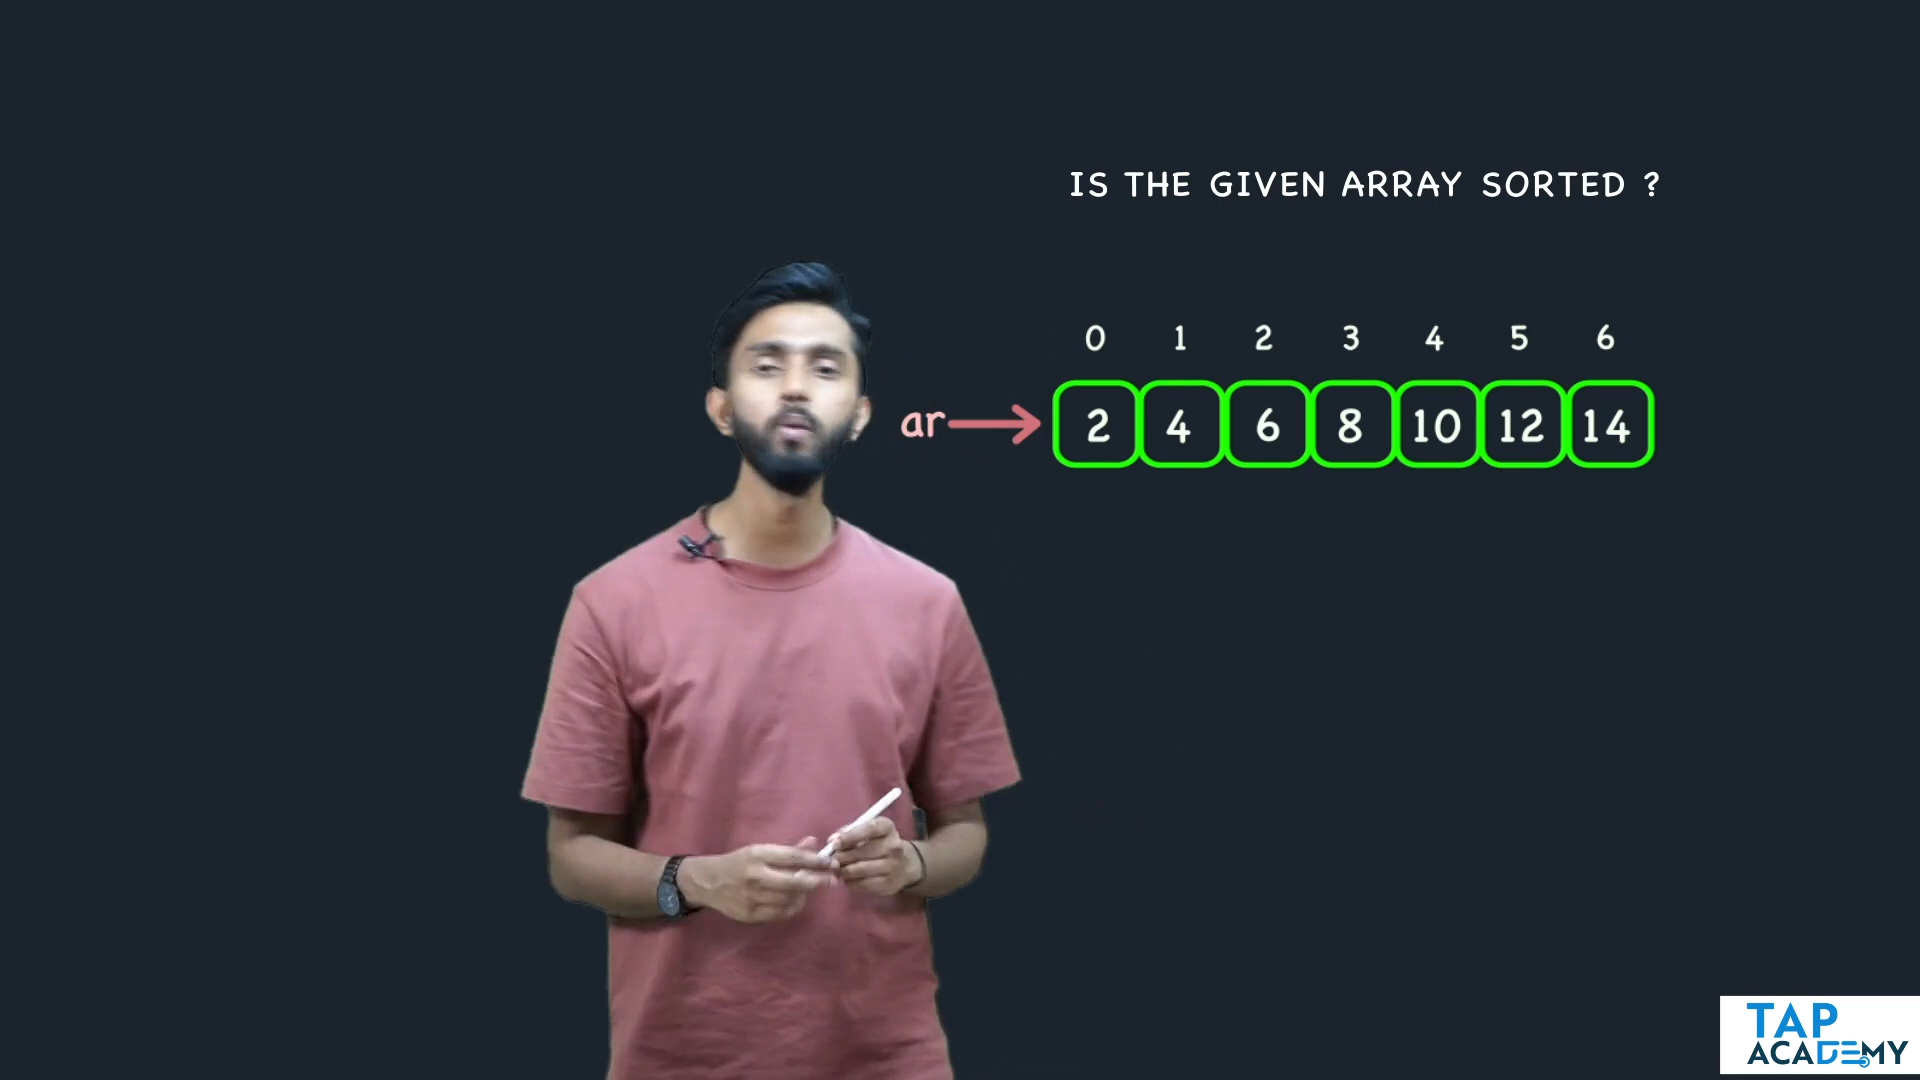 IS THE GIVEN ARRAY SORTED ?
0 1 2 3 4 5 6
ar 2 4 6 8 10 12 14
TAP
ACADEMY